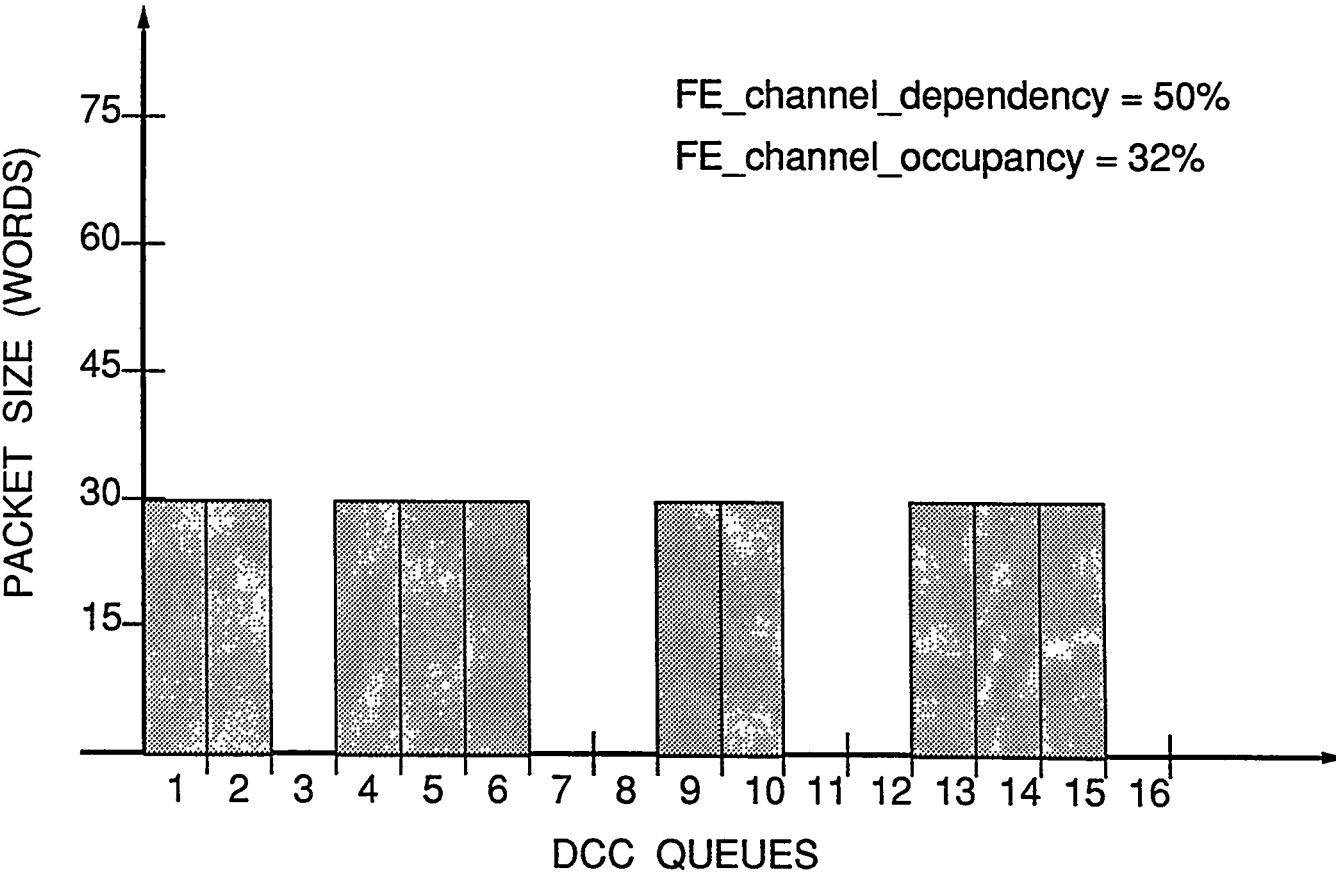 FE_channel_dependency = 50%
FE_channel_occupancy = 32%
PACKET SIZE (WORDS)
75
60
45
30
15
1 2 3 4 5 6 7 8 9 10 11 12 13 14 15 16
DCC QUEUES